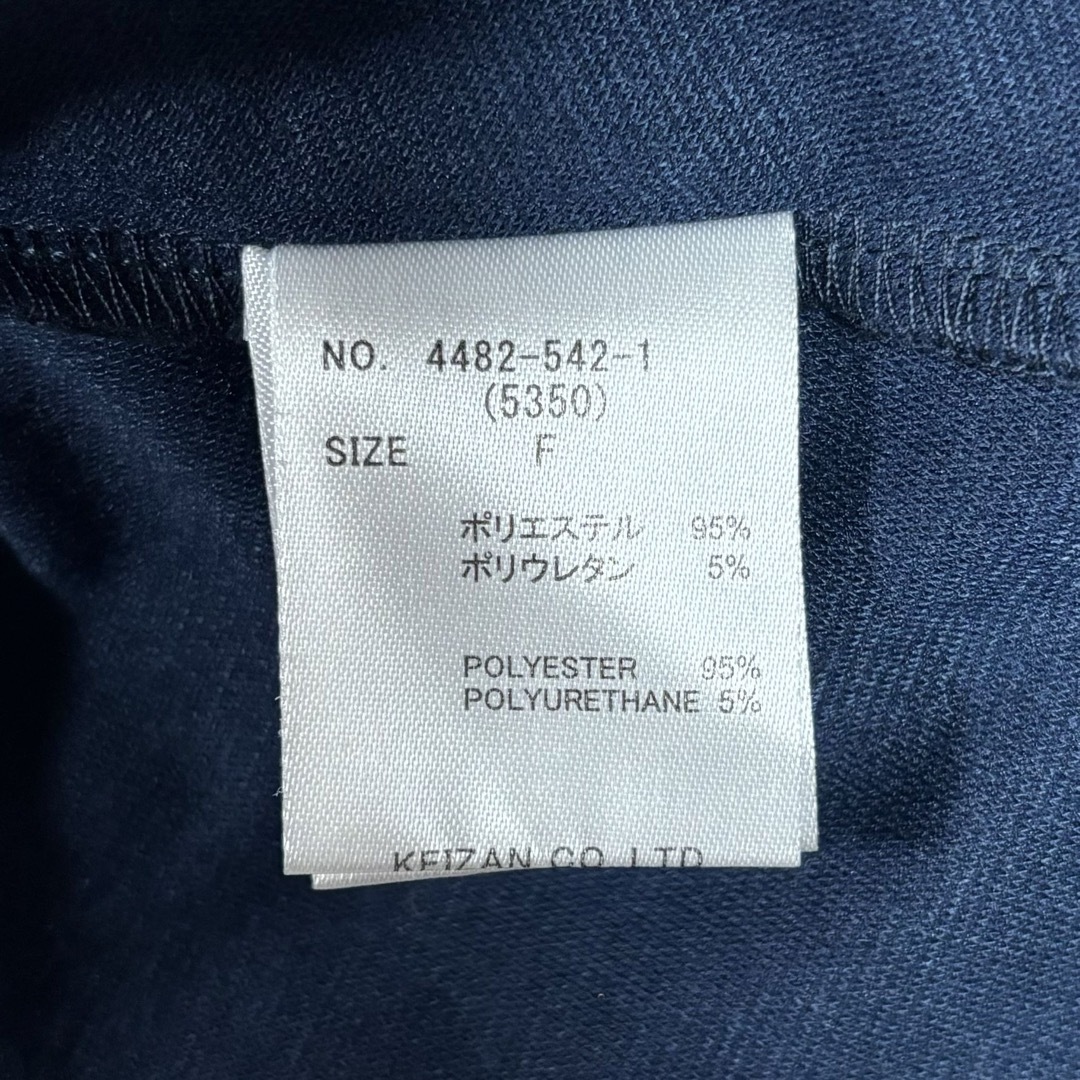 NO. 4482-542-1
(5350)
SIZE F
ポリエステル 95%
ポリウレタン 5%
POLYESTER 95%
POLYURETHANE 5%
KEIZAN CO LTD